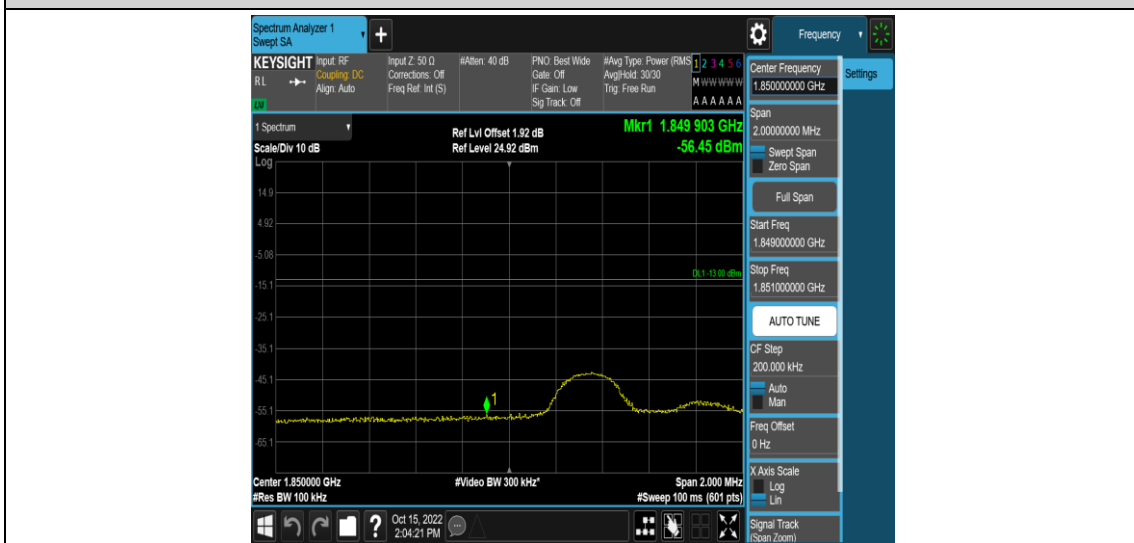 Spectrum Analyzer 1
Swept SA
+
Frequency
KEYSIGHT
RL
LXI
Input: RF
Coupling: DC
Align: Auto
Input Z: 50 Ω
Corrections: Off
Freq Ref: Int (S)
#Atten: 40 dB
PNO: Best Wide
Gate: Off
IF Gain: Low
Sig Track: Off
#Avg Type: Power (RMS
Avg|Hold: 30/30
Trig: Free Run
1 2 3 4 5 6
M W W W W W
A A A A A A
1 Spectrum
Scale/Div 10 dB
Log
Ref Lvl Offset 1.92 dB
Ref Level 24.92 dBm
Mkr1 1.849 903 GHz
-56.45 dBm
14.9
4.92
-5.08
-15.1
-25.1
-35.1
-45.1
-55.1
-65.1
DL1 -13.00 dBm
1
Center 1.850000 GHz
#Res BW 100 kHz
#Video BW 300 kHz*
Span 2.000 MHz
#Sweep 100 ms (601 pts)
?
Oct 15, 2022
2:04:21 PM
Center Frequency
1.850000000 GHz
Settings
Span
2.00000000 MHz
Swept Span
Zero Span
Full Span
Start Freq
1.849000000 GHz
Stop Freq
1.851000000 GHz
AUTO TUNE
CF Step
200.000 kHz
Auto
Man
Freq Offset
0 Hz
X Axis Scale
Log
Lin
Signal Track
(Span Zoom)